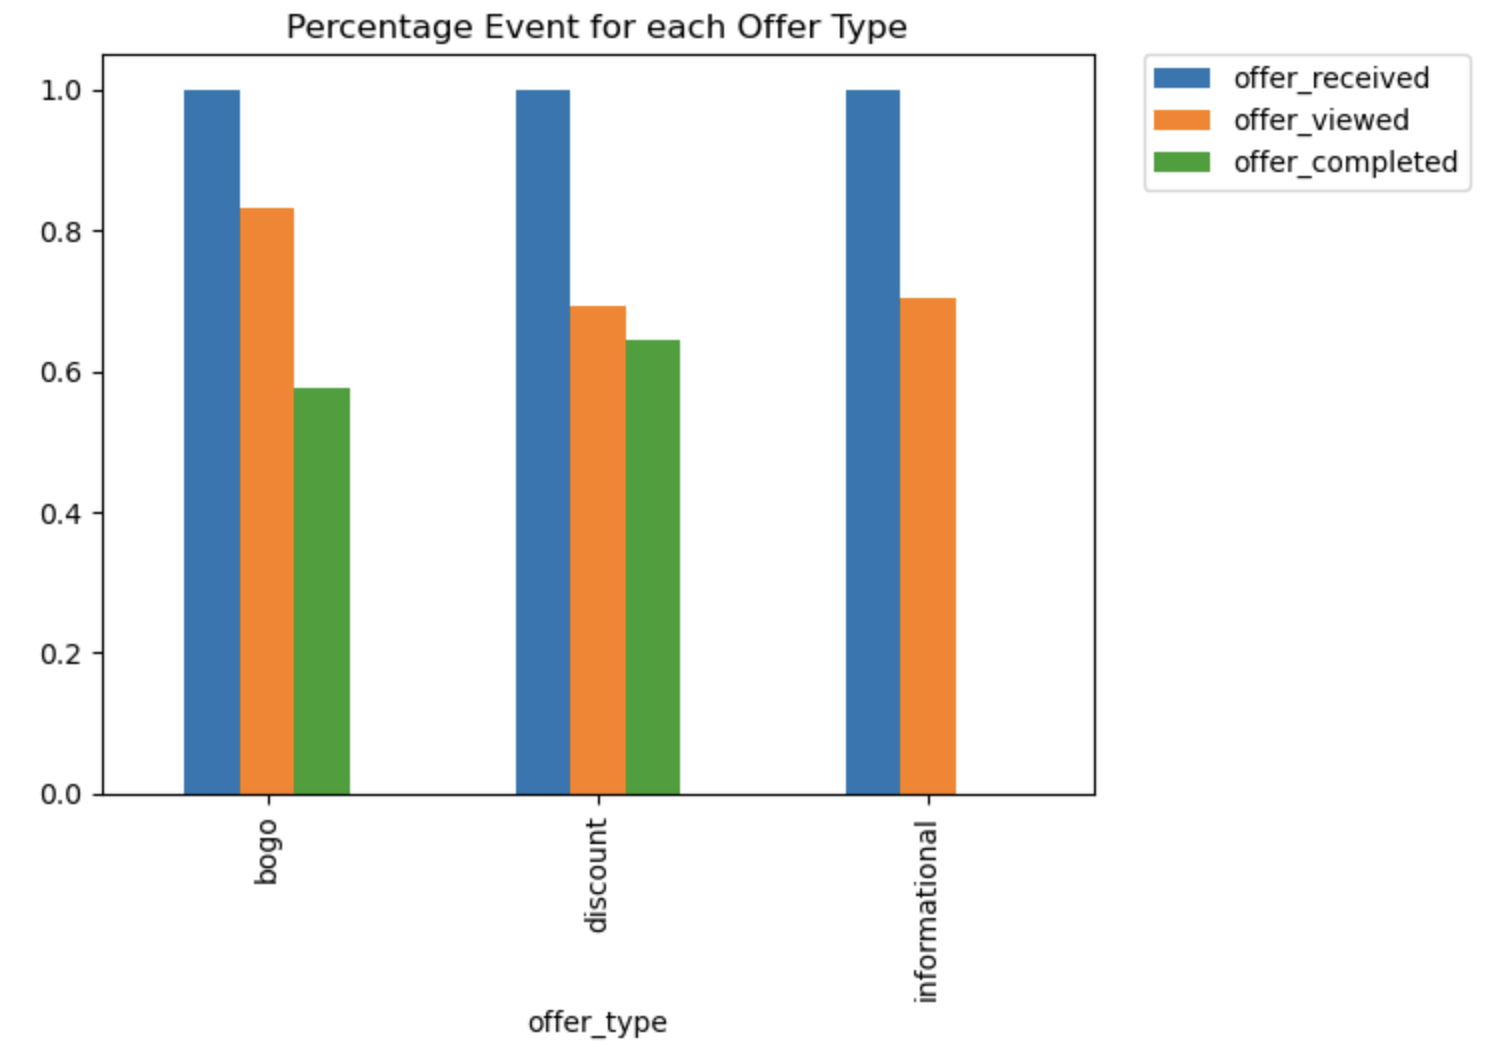 Percentage Event for each Offer Type
1.0
0.8
0.6
0.4
0.2
0.0
bogo
discount
informational
offer_type
offer_received
offer_viewed
offer_completed